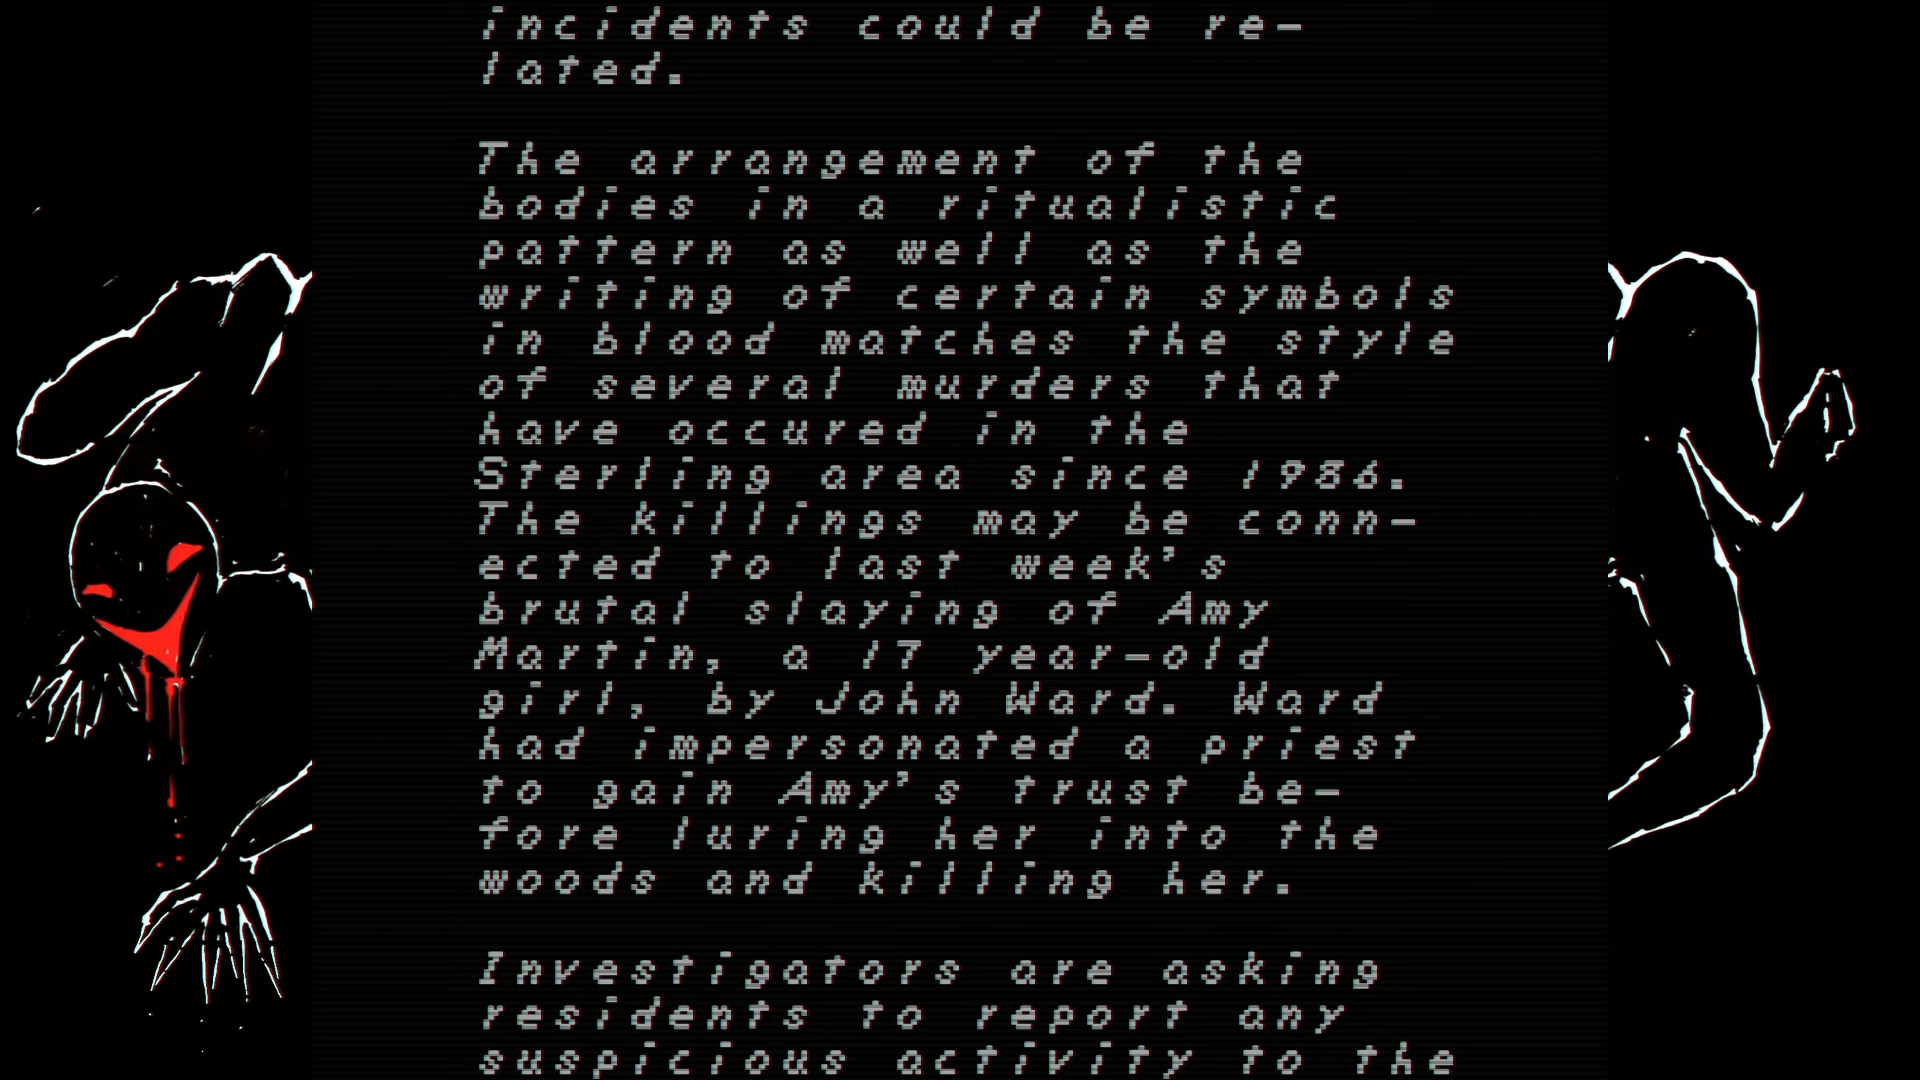 incidents could be re-
lated.
The arrangement of the
bodies in a ritualistic
pattern as well as the
writing of certain symbols
in blood matches the style
of several murders that
have occured in the
Sterling area since 1986.
The killings may be conn-
ected to last week's
brutal slaying of Amy
Martin, a 17 year-old
girl, by John Ward. Ward
had impersonated a priest
to gain Amy's trust be-
fore luring her into the
woods and killing her.
Investigators are asking
residents to report any
suspicious activity to the